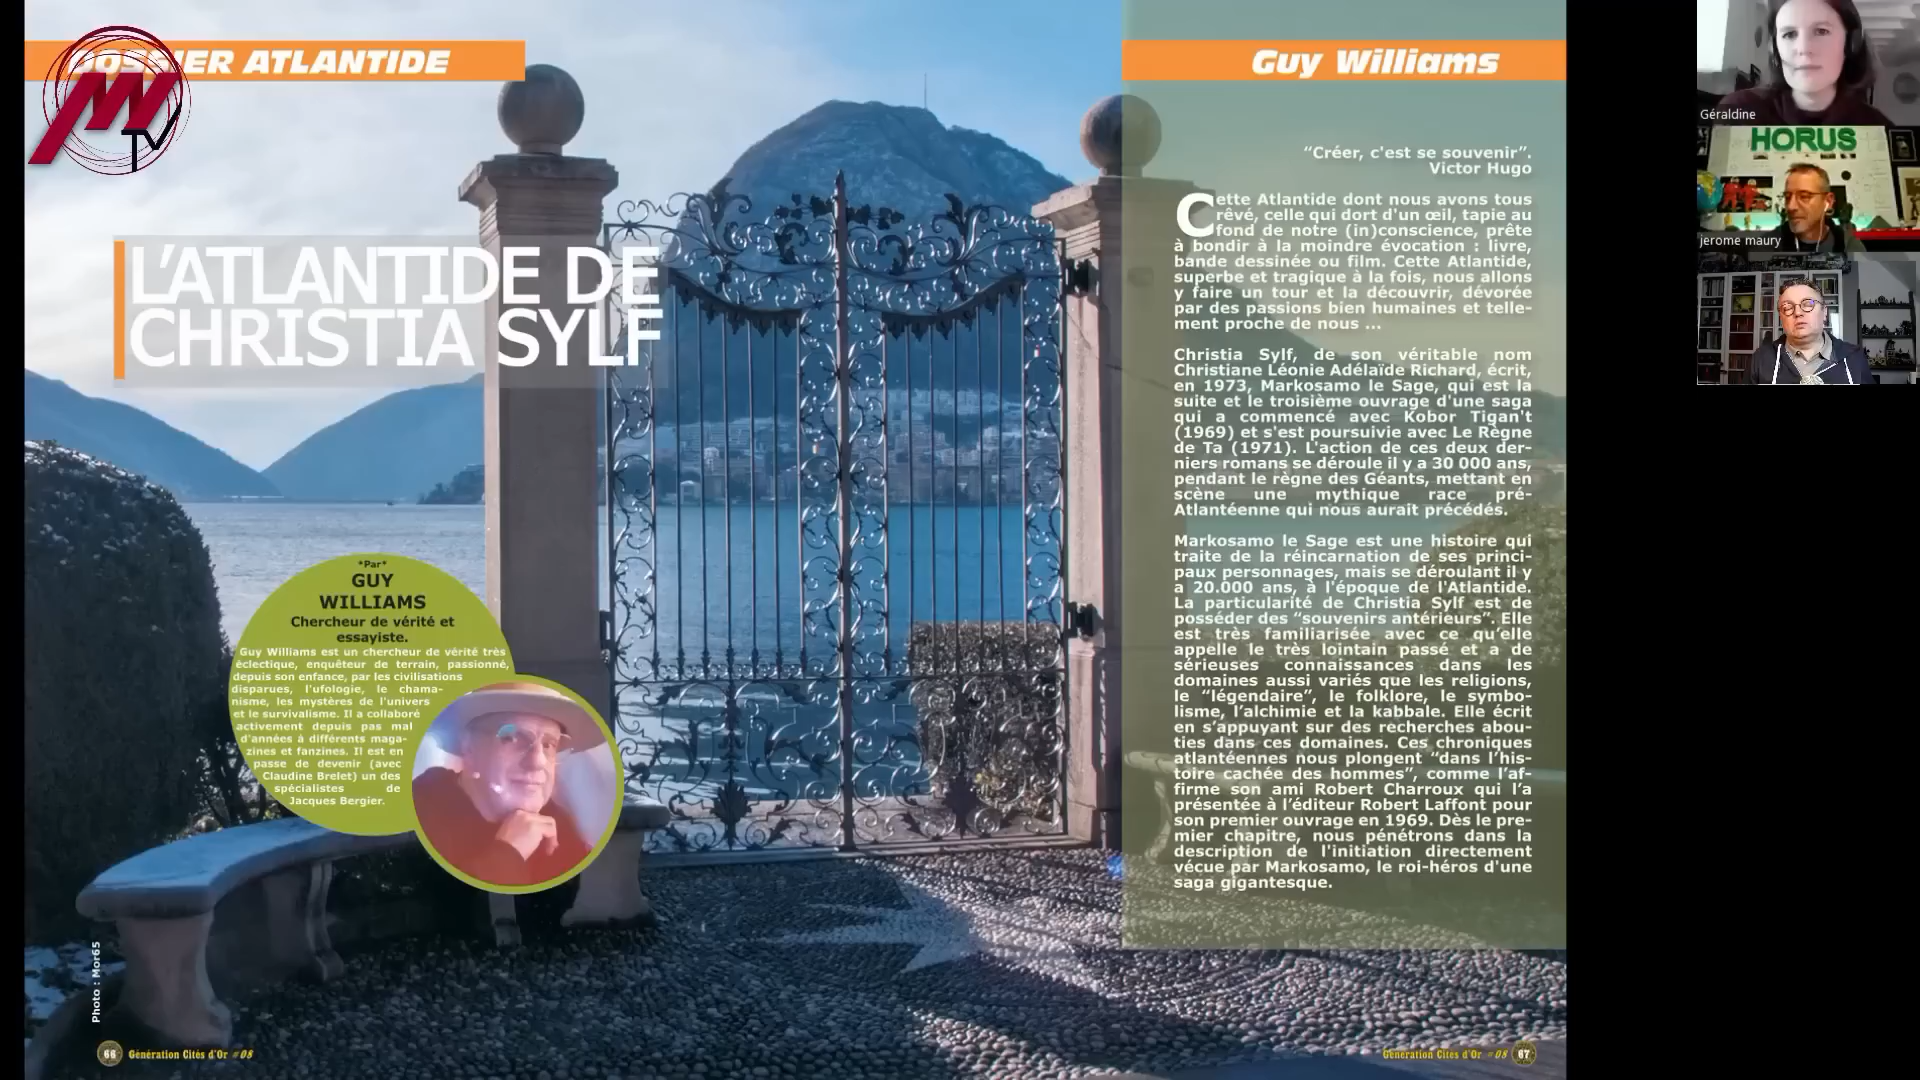 DOSSIER ATLANTIDE
MTV
L'ATLANTIDE DE
CHRISTIA SYLF
*Par*
GUY
WILLIAMS
Chercheur de vérité et
essayiste.
Guy Williams est un chercheur de vérité très
éclectique, enquêteur de terrain, passionné,
depuis son enfance, par les civilisations
disparues, l'ufologie, le chama-
nisme, les mystères de l'univers
et le survivalisme. Il a collaboré
activement depuis pas mal
d'années à différents maga-
zines et fanzines. Il est en
passe de devenir (avec
Claudine Brelet) un des
spécialistes de
Jacques Bergier.
Photo : Mor65
66 Génération Cités d'Or #08
Guy Williams
“Créer, c'est se souvenir”.
Victor Hugo
Cette Atlantide dont nous avons tous
rêvé, celle qui dort d'un œil, tapie au
fond de notre (in)conscience, prête
à bondir à la moindre évocation : livre,
bande dessinée ou film. Cette Atlantide,
superbe et tragique à la fois, nous allons
y faire un tour et la découvrir, dévorée
par des passions bien humaines et telle-
ment proche de nous ...
Christia Sylf, de son véritable nom
Christiane Léonie Adélaïde Richard, écrit,
en 1973, Markosamo le Sage, qui est la
suite et le troisième ouvrage d'une saga
qui a commencé avec Kobor Tigan't
(1969) et s'est poursuivie avec Le Règne
de Ta (1971). L'action de ces deux der-
niers romans se déroule il y a 30 000 ans,
pendant le règne des Géants, mettant en
scène une mythique race pré-
Atlantéenne qui nous aurait précédés.
Markosamo le Sage est une histoire qui
traite de la réincarnation de ses princi-
paux personnages, mais se déroulant il y
a 20.000 ans, à l'époque de l'Atlantide.
La particularité de Christia Sylf est de
posséder des “souvenirs antérieurs”. Elle
est très familiarisée avec ce qu’elle
appelle le très lointain passé et a de
sérieuses connaissances dans les
domaines aussi variés que les religions,
le “légendaire”, le folklore, le symbo-
lisme, l’alchimie et la kabbale. Elle écrit
en s’appuyant sur des recherches abou-
ties dans ces domaines. Ces chroniques
atlantéennes nous plongent “dans l’his-
toire cachée des hommes”, comme l’af-
firme son ami Robert Charroux qui l’a
présentée à l’éditeur Robert Laffont pour
son premier ouvrage en 1969. Dès le pre-
mier chapitre, nous pénétrons dans la
description de l'initiation directement
vécue par Markosamo, le roi-héros d'une
saga gigantesque.
Génération Cités d'Or #08 67
Géraldine
HORUS
jerome maury